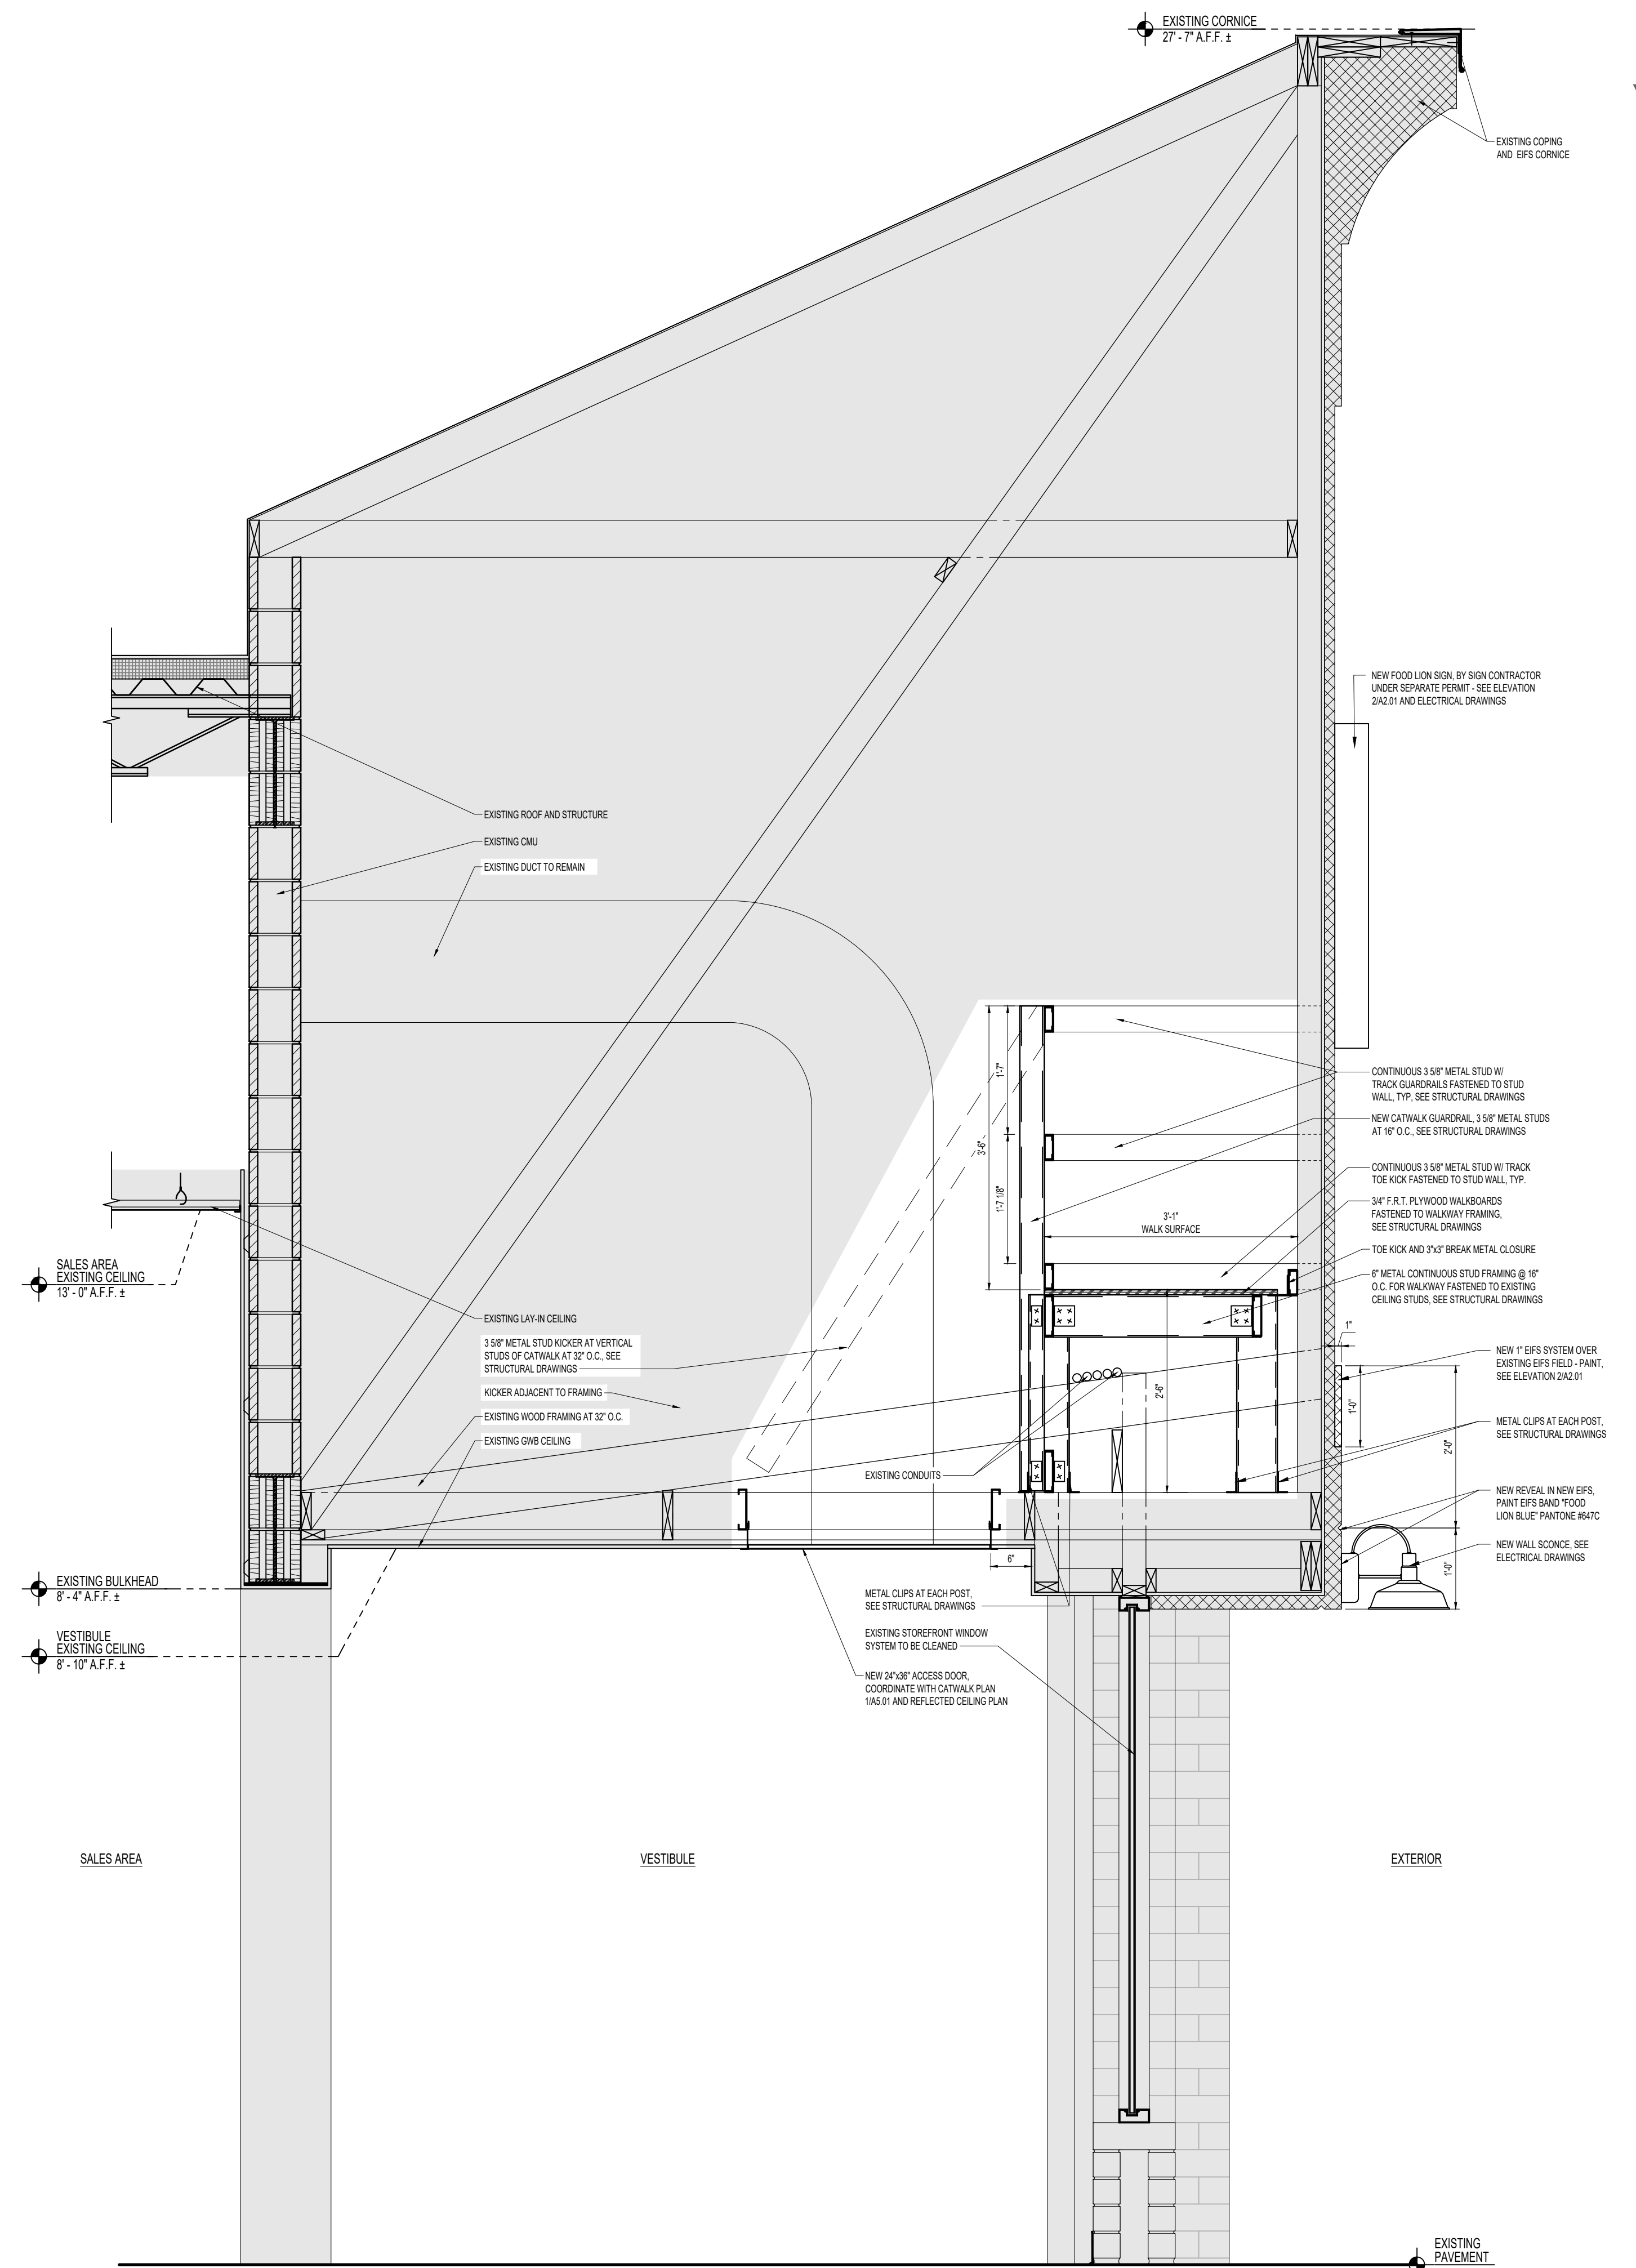 EXISTING CORNICE
27' - 7" A.F.F. ±
EXISTING COPING
AND EIFS CORNICE
NEW FOOD LION SIGN, BY SIGN CONTRACTOR
UNDER SEPARATE PERMIT - SEE ELEVATION
2/A2.01 AND ELECTRICAL DRAWINGS
EXISTING ROOF AND STRUCTURE
EXISTING CMU
EXISTING DUCT TO REMAIN
CONTINUOUS 3 5/8" METAL STUD W/
TRACK GUARDRAILS FASTENED TO STUD
WALL, TYP, SEE STRUCTURAL DRAWINGS
NEW CATWALK GUARDRAIL, 3 5/8" METAL STUDS
AT 16" O.C., SEE STRUCTURAL DRAWINGS
CONTINUOUS 3 5/8" METAL STUD W/ TRACK
TOE KICK FASTENED TO STUD WALL, TYP.
3/4" F.R.T. PLYWOOD WALKBOARDS
FASTENED TO WALKWAY FRAMING,
SEE STRUCTURAL DRAWINGS
TOE KICK AND 3"x3" BREAK METAL CLOSURE
6" METAL CONTINUOUS STUD FRAMING @ 16"
O.C. FOR WALKWAY FASTENED TO EXISTING
CEILING STUDS, SEE STRUCTURAL DRAWINGS
1'-7"
3'-6"
1'-7 1/8"
3'-1"
WALK SURFACE
2'-6"
1"
1'-0"
2'-0"
1'-0"
6"
SALES AREA
EXISTING CEILING
13' - 0" A.F.F. ±
EXISTING LAY-IN CEILING
3 5/8" METAL STUD KICKER AT VERTICAL
STUDS OF CATWALK AT 32" O.C., SEE
STRUCTURAL DRAWINGS
KICKER ADJACENT TO FRAMING
EXISTING WOOD FRAMING AT 32" O.C.
EXISTING GWB CEILING
EXISTING CONDUITS
NEW 1" EIFS SYSTEM OVER
EXISTING EIFS FIELD - PAINT,
SEE ELEVATION 2/A2.01
METAL CLIPS AT EACH POST,
SEE STRUCTURAL DRAWINGS
NEW REVEAL IN NEW EIFS,
PAINT EIFS BAND "FOOD
LION BLUE" PANTONE #647C
NEW WALL SCONCE, SEE
ELECTRICAL DRAWINGS
EXISTING BULKHEAD
8' - 4" A.F.F. ±
VESTIBULE
EXISTING CEILING
8' - 10" A.F.F. ±
METAL CLIPS AT EACH POST,
SEE STRUCTURAL DRAWINGS
EXISTING STOREFRONT WINDOW
SYSTEM TO BE CLEANED
NEW 24"x36" ACCESS DOOR,
COORDINATE WITH CATWALK PLAN
1/A5.01 AND REFLECTED CEILING PLAN
SALES AREA
VESTIBULE
EXTERIOR
EXISTING
PAVEMENT